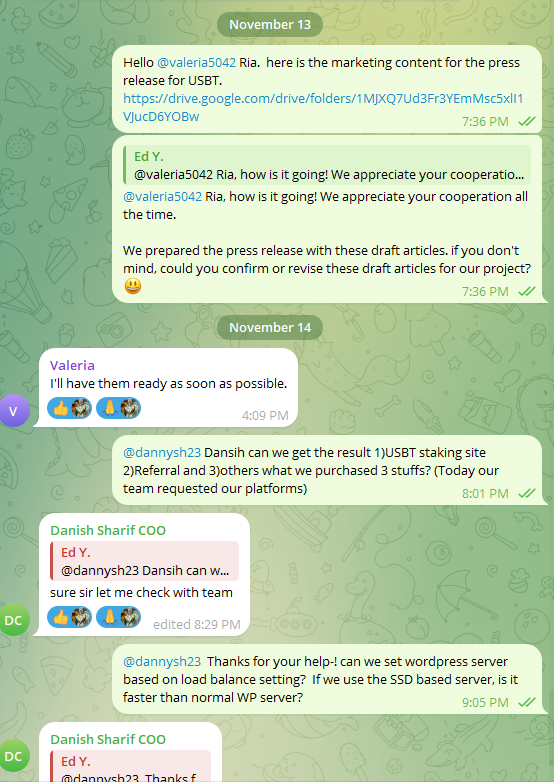 November 13
Hello @valeria5042 Ria.  here is the marketing content for the press
release for USBT.
https://drive.google.com/drive/folders/1MJXQ7Ud3Fr3YEmMsc5xlI1
VJucD6YOBw
7:36 PM
Ed Y.
@valeria5042 Ria, how is it going! We appreciate your cooperatio...
@valeria5042 Ria, how is it going! We appreciate your cooperation all
the time.
We prepared the press release with these draft articles. if you don't
mind, could you confirm or revise these draft articles for our project?
😃
7:36 PM
November 14
Valeria
I'll have them ready as soon as possible.
V
4:09 PM
@dannysh23 Dansih can we get the result 1)USBT staking site
2)Referral and 3)others what we purchased 3 stuffs? (Today our
team requested our platforms)
8:01 PM
Danish Sharif COO
Ed Y.
@dannysh23 Dansih can w...
sure sir let me check with team
DC
edited 8:29 PM
@dannysh23  Thanks for your help-! can we set wordpress server
based on load balance setting?  If we use the SSD based server, is it
faster than normal WP server?
9:05 PM
Danish Sharif COO
DC
Ed Y.
@dannysh23  Thanks f...